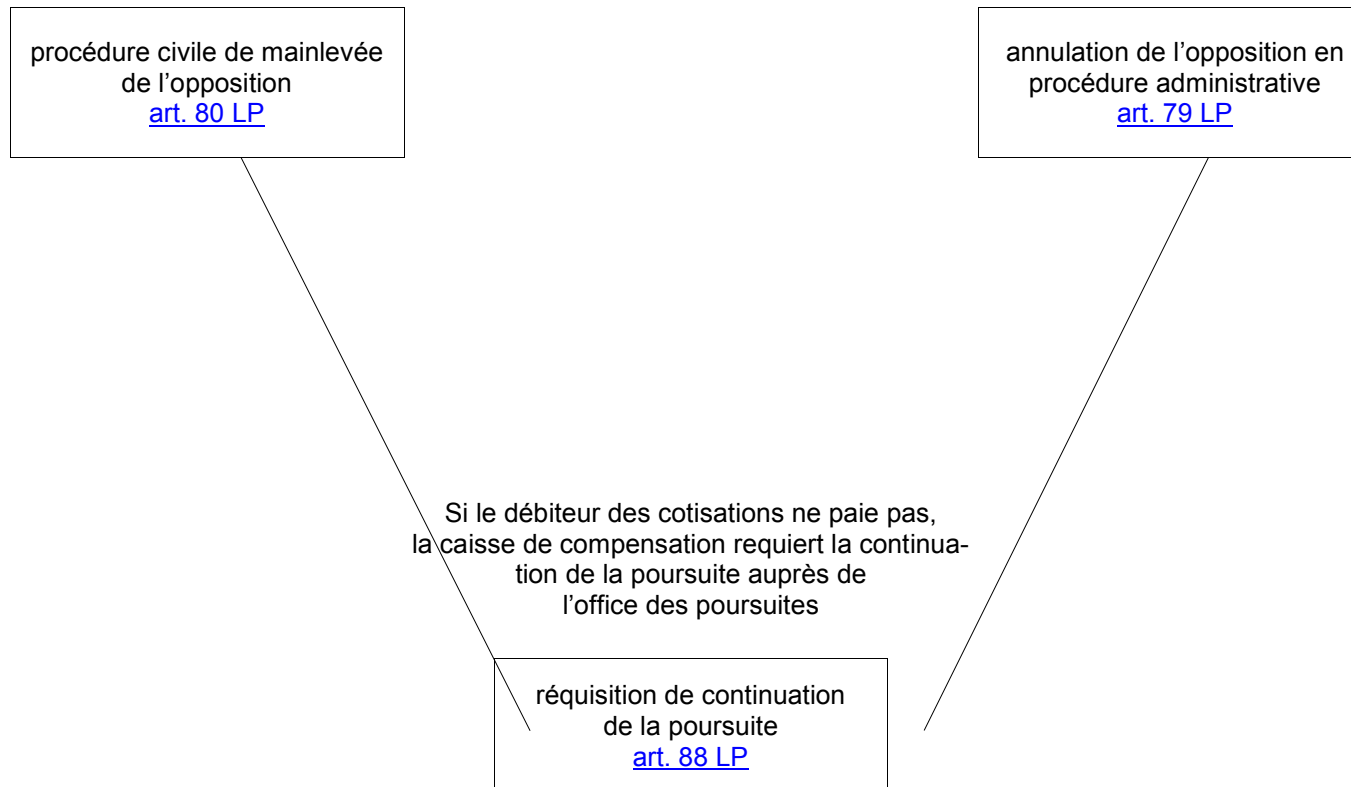 procédure civile de mainlevée
de l’opposition
art. 80 LP
annulation de l’opposition en
procédure administrative
art. 79 LP
Si le débiteur des cotisations ne paie pas,
la caisse de compensation requiert la continua-
tion de la poursuite auprès de
l’office des poursuites
réquisition de continuation
de la poursuite
art. 88 LP